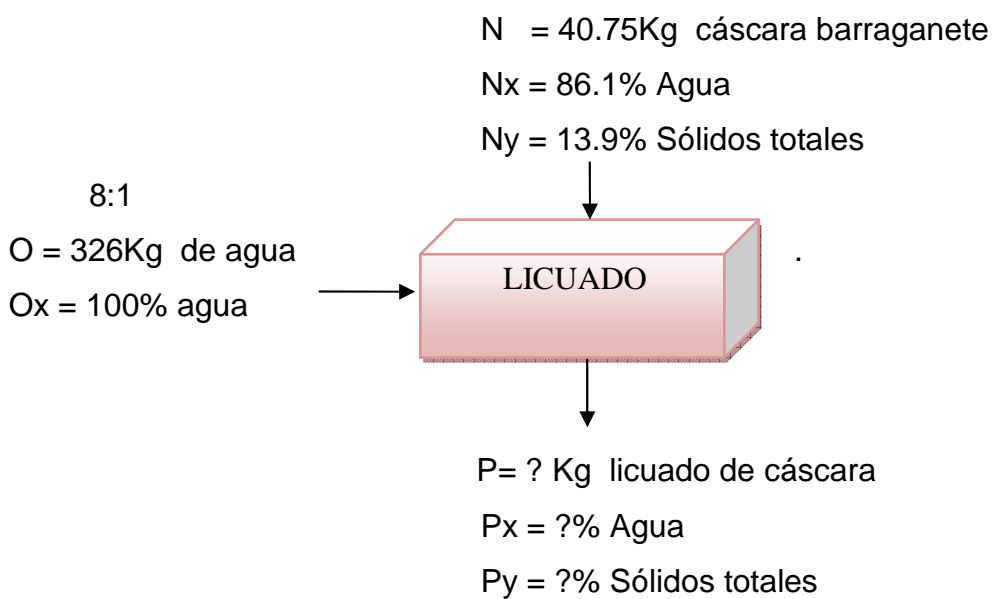 N = 40.75Kg cáscara barraganete
Nx = 86.1% Agua
Ny = 13.9% Sólidos totales
8:1
O = 326Kg de agua
Ox = 100% agua
LICUADO
.
P= ? Kg licuado de cáscara
Px = ?% Agua
Py = ?% Sólidos totales